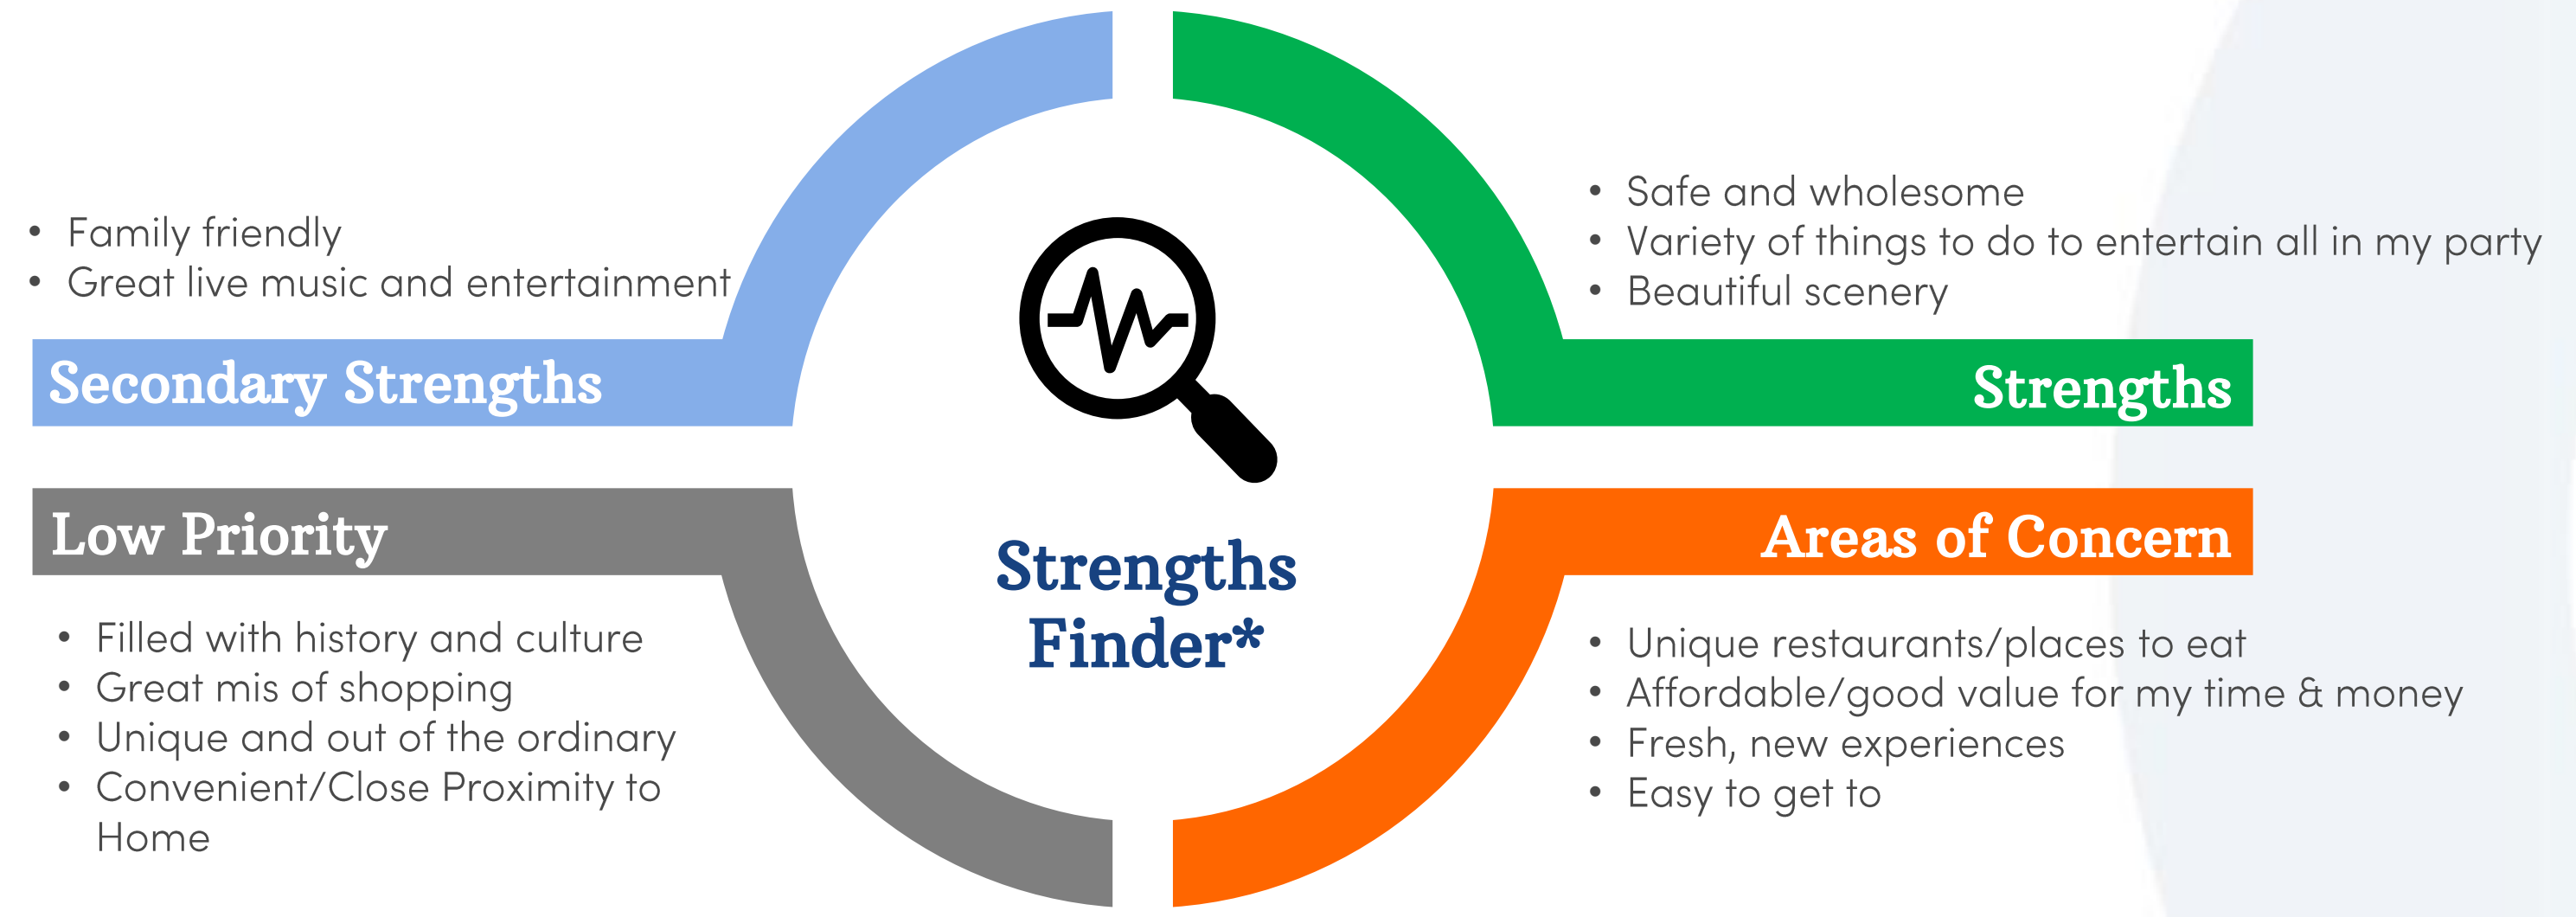 • Family friendly
• Great live music and entertainment
Secondary Strengths
• Safe and wholesome
• Variety of things to do to entertain all in my party
• Beautiful scenery
Strengths
Strengths
Finder*
Low Priority
• Filled with history and culture
• Great mis of shopping
• Unique and out of the ordinary
• Convenient/Close Proximity to
Home
Areas of Concern
• Unique restaurants/places to eat
• Affordable/good value for my time & money
• Fresh, new experiences
• Easy to get to